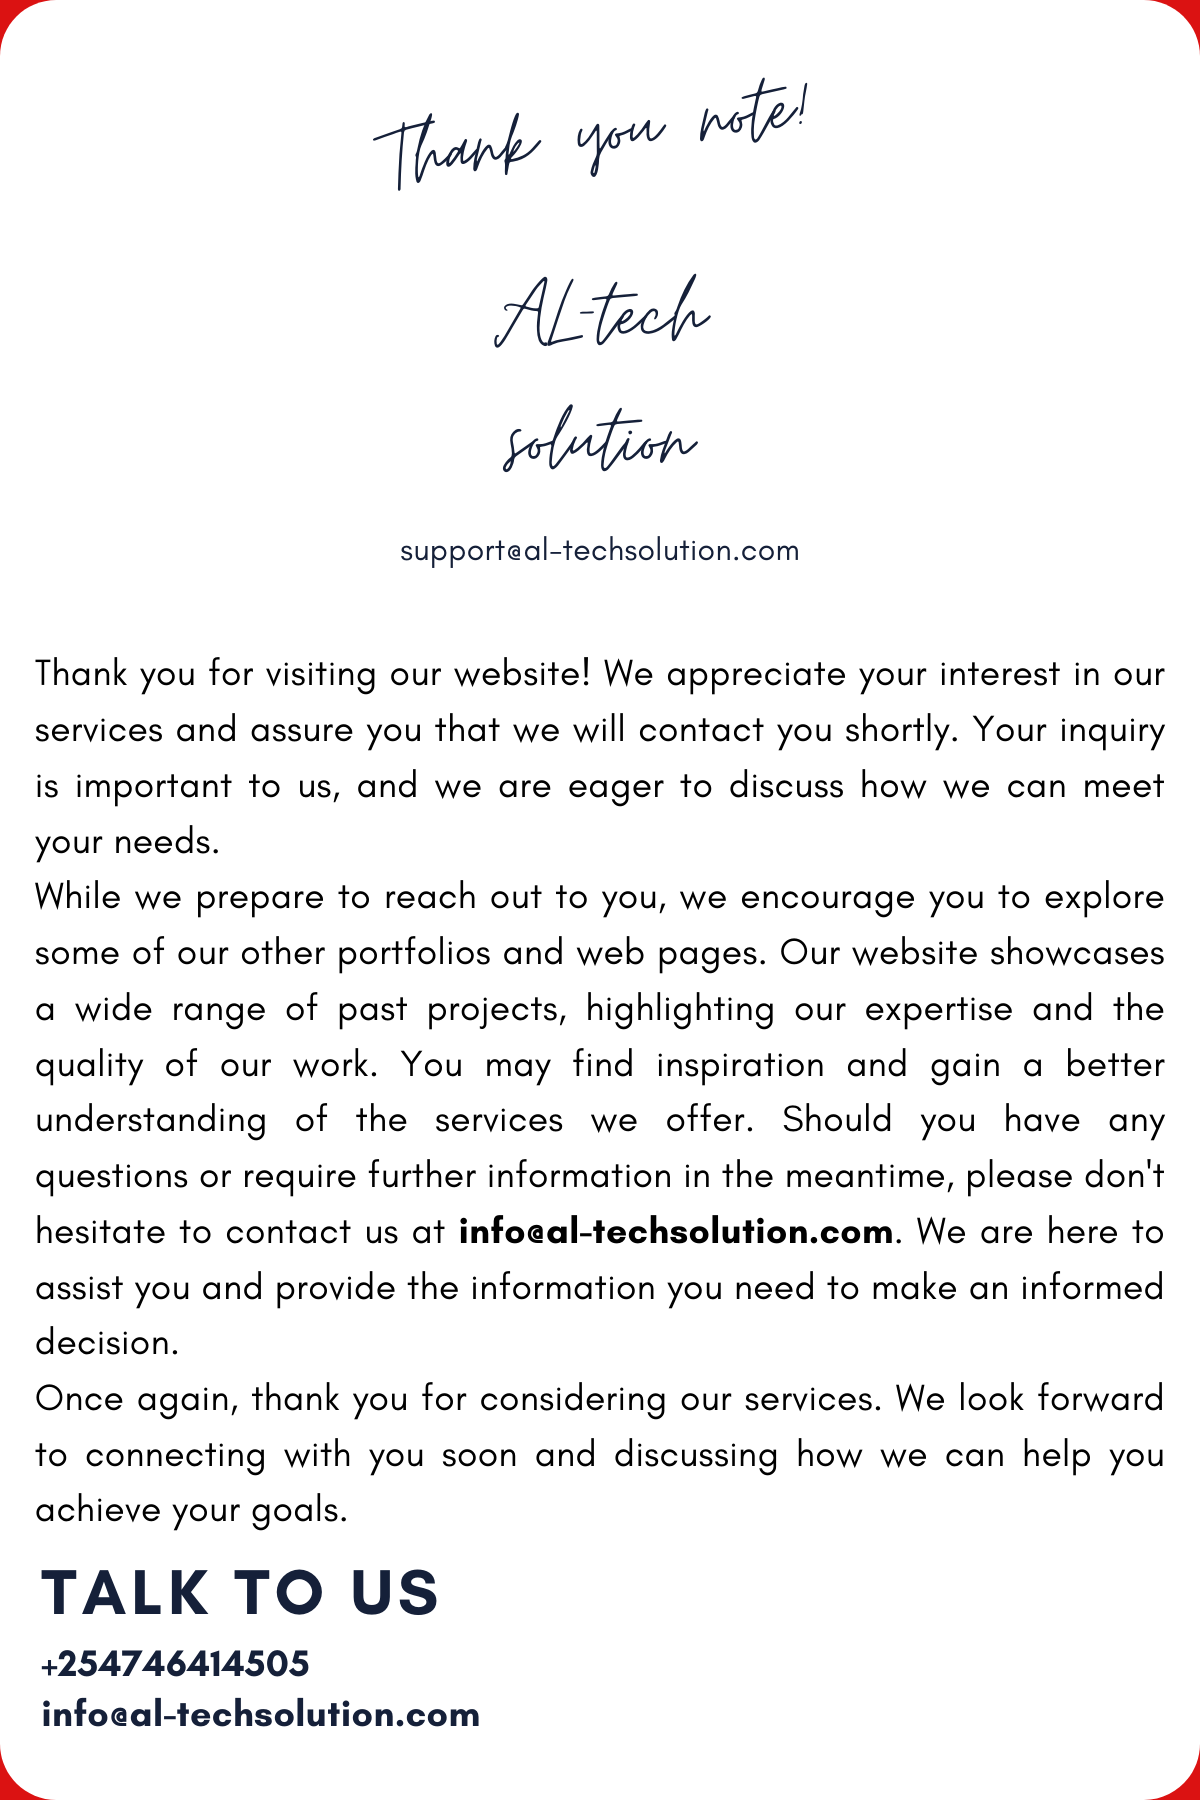 Thank you note!
AL-tech
solution
support@al-techsolution.com
Thank you for visiting our website! We appreciate your interest in our
services and assure you that we will contact you shortly. Your inquiry
is important to us, and we are eager to discuss how we can meet
your needs.
While we prepare to reach out to you, we encourage you to explore
some of our other portfolios and web pages. Our website showcases
a wide range of past projects, highlighting our expertise and the
quality of our work. You may find inspiration and gain a better
understanding of the services we offer. Should you have any
questions or require further information in the meantime, please don't
hesitate to contact us at info@al-techsolution.com. We are here to
assist you and provide the information you need to make an informed
decision.
Once again, thank you for considering our services. We look forward
to connecting with you soon and discussing how we can help you
achieve your goals.
TALK TO US
+254746414505
info@al-techsolution.com